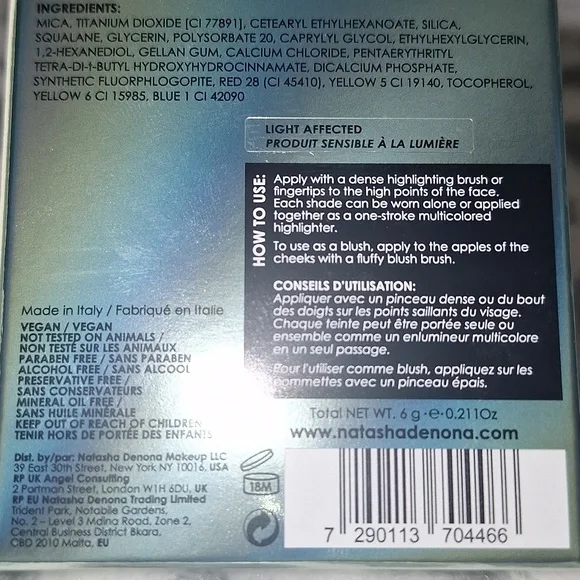 INGREDIENTS:
MICA, TITANIUM DIOXIDE [CI 77891], CETEARYL ETHYLHEXANOATE, SILICA,
SQUALANE, GLYCERIN, POLYSORBATE 20, CAPRYLYL GLYCOL, ETHYLHEXYLGLYCERIN,
1,2-HEXANEDIOL, GELLAN GUM, CALCIUM CHLORIDE, PENTAERYTHRITYL
TETRA-DI-t-BUTYL HYDROXYHYDROCINNAMATE, DICALCIUM PHOSPHATE,
SYNTHETIC FLUORPHLOGOPITE, RED 28 (CI 45410), YELLOW 5 CI 19140, TOCOPHEROL,
YELLOW 6 CI 15985, BLUE 1 CI 42090
LIGHT AFFECTED
PRODUIT SENSIBLE À LA LUMIÈRE
HOW TO USE:
Apply with a dense highlighting brush or
fingertips to the high points of the face.
Each shade can be worn alone or applied
together as a one-stroke multicolored
highlighter.
To use as a blush, apply to the apples of the
cheeks with a fluffy blush brush.
CONSEILS D'UTILISATION:
Appliquer avec un pinceau dense ou du bout
des doigts sur les points saillants du visage.
Chaque teinte peut être portée seule ou
ensemble comme un enlumineur multicolore
en un seul passage.
Pour l'utiliser comme blush, appliquez sur les
pommettes avec un pinceau épais.
Made in Italy / Fabriqué en Italie
VEGAN / VEGAN
NOT TESTED ON ANIMALS /
NON TESTÉ SUR LES ANIMAUX
PARABEN FREE / SANS PARABEN
ALCOHOL FREE / SANS ALCOOL
PRESERVATIVE FREE /
SANS CONSERVATEURS
MINERAL OIL FREE /
SANS HUILE MINÉRALE
KEEP OUT OF REACH OF CHILDREN
TENIR HORS DE PORTÉE DES ENFANTS
Total NET WT. 6 g ·e· 0.211Oz
www.natashadenona.com
Dist. by/par: Natasha Denona Makeup LLC
39 East 30th Street, New York NY 10016, USA
RP UK Angel Consulting
2 Portman Street, London W1H 6DU, UK
RP EU Natasha Denona Trading Limited
Trident Park, Notabile Gardens,
No. 2 – Level 3 Mdina Road, Zone 2,
Central Business District Bkara,
CBD 2010 Malta, EU
18M
7 290113 704466